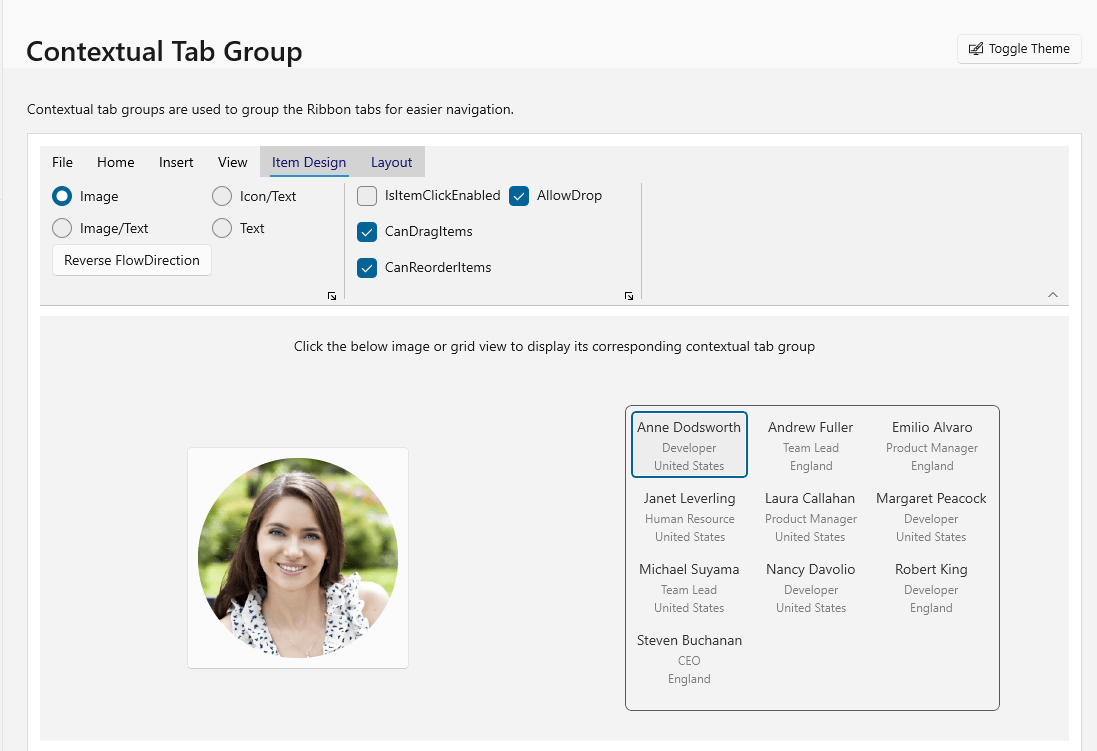 Contextual Tab Group
Toggle Theme
Contextual tab groups are used to group the Ribbon tabs for easier navigation.
File Home Insert View Item Design Layout
Image Icon/Text
Image/Text Text
Reverse FlowDirection
IsItemClickEnabled AllowDrop
CanDragItems
CanReorderItems
Click the below image or grid view to display its corresponding contextual tab group
Anne Dodsworth
Developer
United States
Andrew Fuller
Team Lead
England
Emilio Alvaro
Product Manager
England
Janet Leverling
Human Resource
United States
Laura Callahan
Product Manager
United States
Margaret Peacock
Developer
United States
Michael Suyama
Team Lead
United States
Nancy Davolio
Developer
United States
Robert King
Developer
England
Steven Buchanan
CEO
England